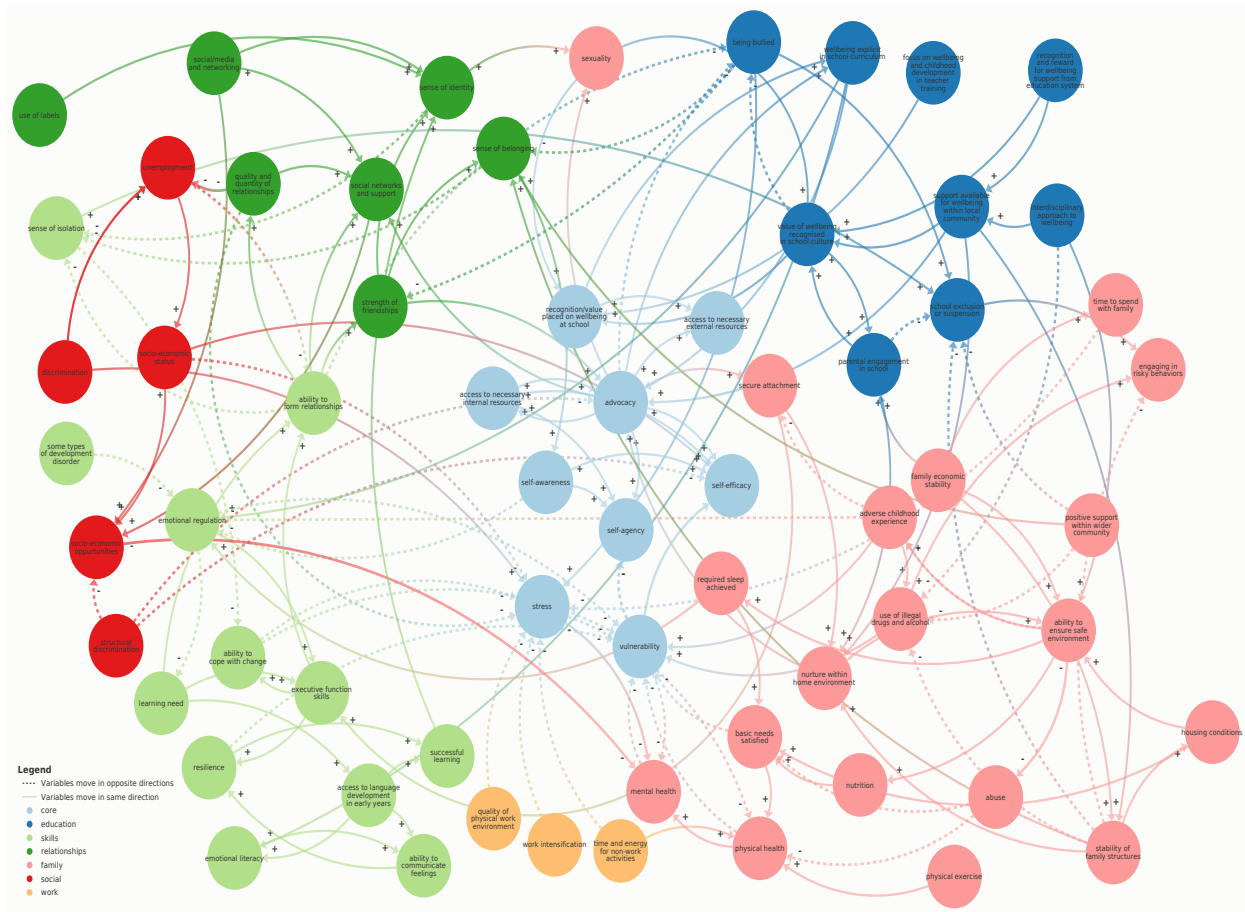 being bullied
social/media
and networking
sexuality
wellbeing explicit
in school curriculum
focus on wellbeing
and childhood
development
in teacher
training
recognition
and reward
for wellbeing
support from
education system
sense of identity
use of labels
sense of belonging
unemployment
quality and
quantity of
relationships
social networks
and support
support available
for wellbeing
within local
community
interdisciplinary
approach to
wellbeing
sense of isolation
value of wellbeing
recognised
in school culture
strength of
friendships
recognition/value
placed on wellbeing
at school
access to necessary
external resources
school exclusion
or suspension
time to spend
with family
socio-economic
status
discrimination
parental engagement
in school
engaging in
risky behaviors
secure attachment
ability to
form relationships
access to necessary
internal resources
advocacy
some types
of development
disorder
self-awareness
self-efficacy
family economic
stability
emotional regulation
self-agency
adverse childhood
experience
positive support
within wider
community
socio-economic
oppurtunities
required sleep
achieved
stress
use of illegal
drugs and alcohol
ability to
ensure safe
environment
structural
discrimination
ability to
cope with change
vulnerability
nurture within
home environment
learning need
executive function
skills
housing conditions
basic needs
satisfied
successful
learning
resilience
nutrition
access to language
development
in early years
mental health
abuse
quality of
physical work
environment
work intensification
time and energy
for non-work
activities
physical health
emotional literacy
ability to
communicate
feelings
stability of
family structures
physical exercise
Legend
Variables move in opposite directions
Variables move in same direction
core
education
skills
relationships
family
social
work